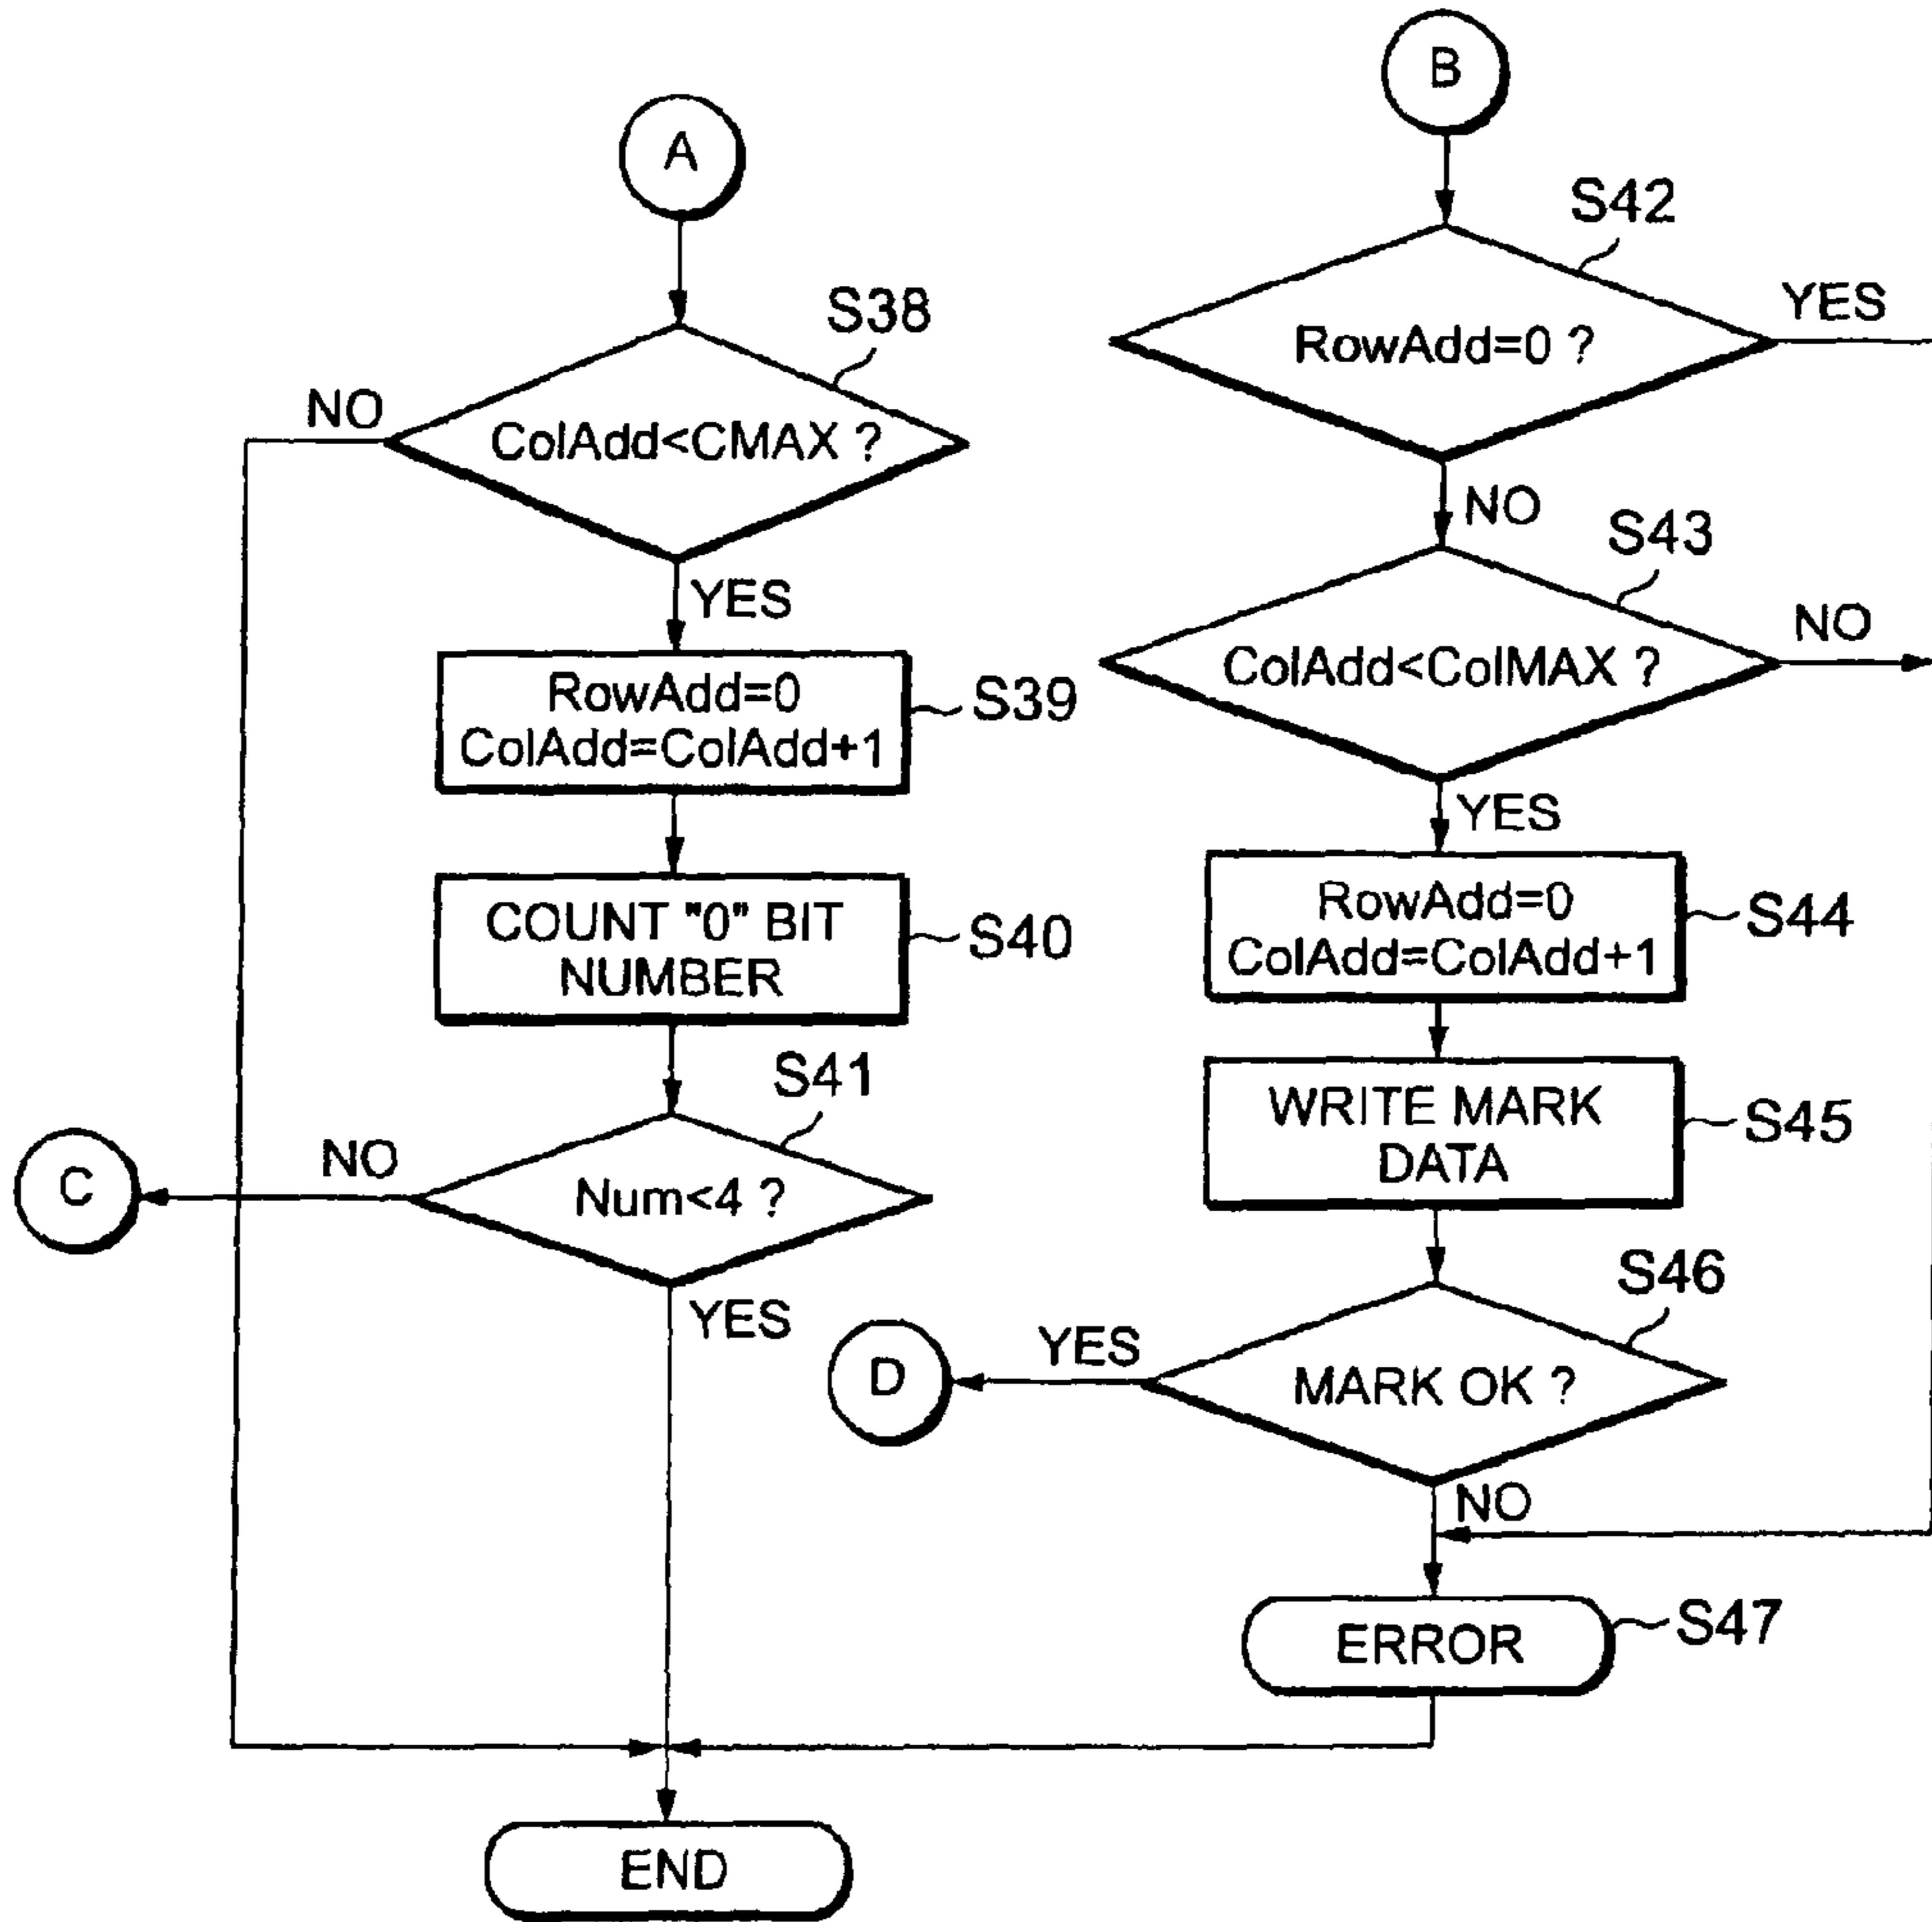 A
S38
NO
ColAdd<CMAX ?
YES
RowAdd=0
ColAdd=ColAdd+1
S39
COUNT "0" BIT
NUMBER
S40
S41
NO
C
Num<4 ?
YES
END
B
S42
YES
RowAdd=0 ?
NO
S43
NO
ColAdd<ColMAX ?
YES
RowAdd=0
ColAdd=ColAdd+1
S44
WRITE MARK
DATA
S45
S46
YES
D
MARK OK ?
NO
ERROR
S47